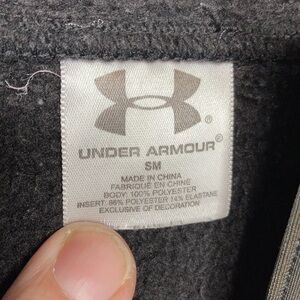 ®
UNDER ARMOUR®
SM
MADE IN CHINA
FABRIQUÉ EN CHINE
BODY: 100% POLYESTER
INSERT: 86% POLYESTER 14% ELASTANE
EXCLUSIVE OF DECORATION